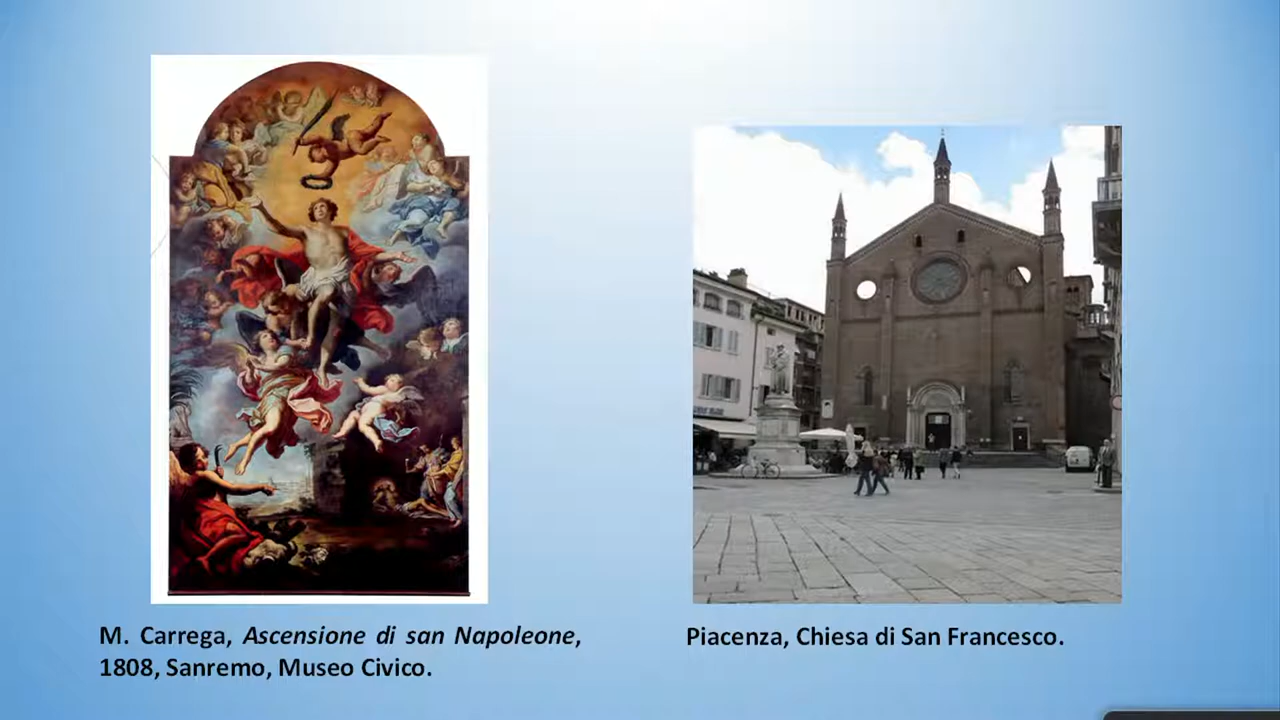 M. Carrega, Ascensione di san Napoleone,
1808, Sanremo, Museo Civico.
Piacenza, Chiesa di San Francesco.